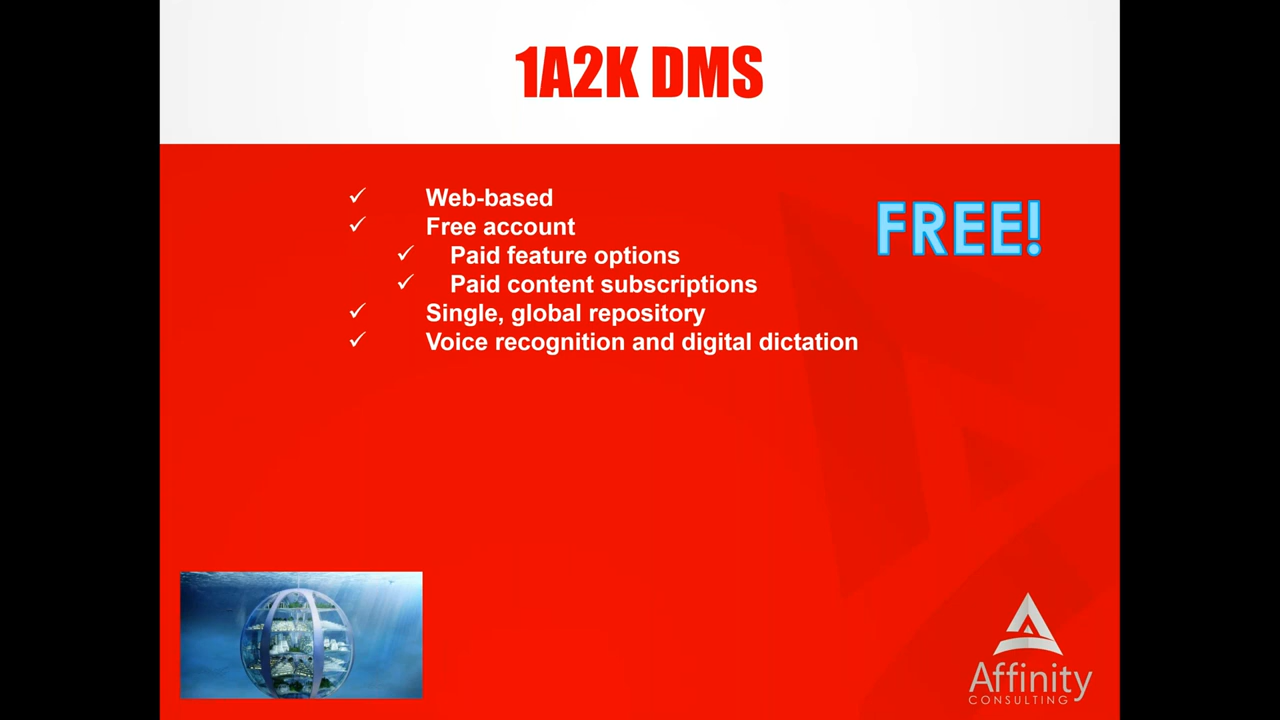 1A2K DMS
✓ Web-based
✓ Free account
✓ Paid feature options
✓ Paid content subscriptions
✓ Single, global repository
✓ Voice recognition and digital dictation
FREE!
Affinity
CONSULTING